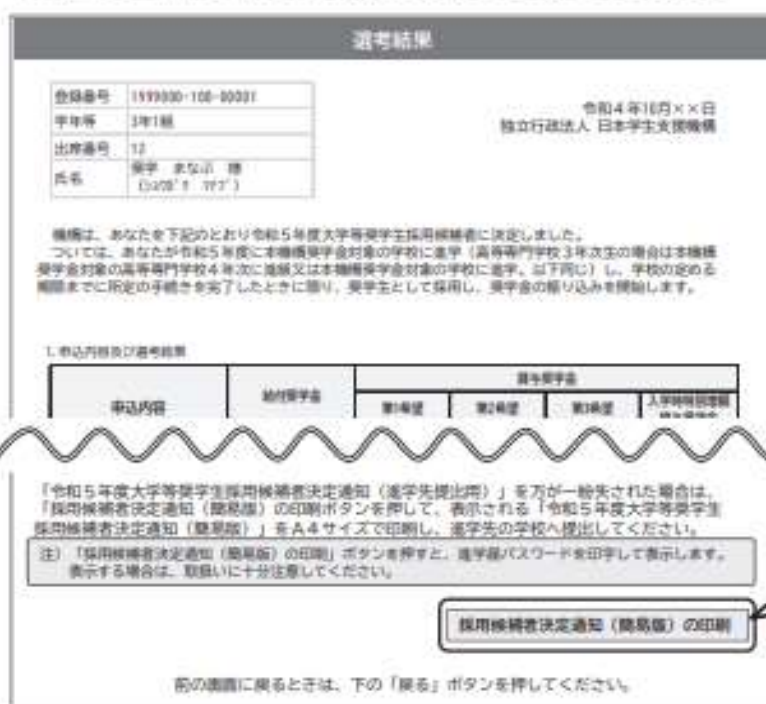 選考結果
登録番号 1999000-100-00001
学年等 3年1組
出席番号 12
氏名 奨学 まなぶ 様
(ｼｮｳｶﾞｸ ﾏﾅﾌﾞ)
令和4年10月××日
独立行政法人 日本学生支援機構
機構は、あなたを下記のとおり令和5年度大学等奨学生採用候補者に決定しました。
ついては、あなたが令和5年度に本機構奨学金対象の学校に進学（高等専門学校3年次生の場合は本機構
奨学金対象の高等専門学校4年次に進級又は本機構奨学金対象の学校に進学。以下同じ）し、学校の定める
期限までに所定の手続きを完了したときに限り、奨学生として採用し、奨学金の振り込みを開始します。
1. 申込内容及び選考結果
貸与奨学金
申込内容 給付奨学金 第1希望 第2希望 第3希望 入学時特別増額
貸与奨学金
「令和5年度大学等奨学生採用候補者決定通知（進学先提出用）」を万が一紛失された場合は、
「採用候補者決定通知（簡易版）の印刷ボタンを押して、表示される「令和5年度大学等奨学生
採用候補者決定通知（簡易版）」をA4サイズで印刷し、進学先の学校へ提出してください。
注）「採用候補者決定通知（簡易版）の印刷」ボタンを押すと、進学届パスワードを印字して表示します。
表示する場合は、取扱いに十分注意してください。
採用候補者決定通知（簡易版）の印刷
前の画面に戻るときは、下の「戻る」ボタンを押してください。